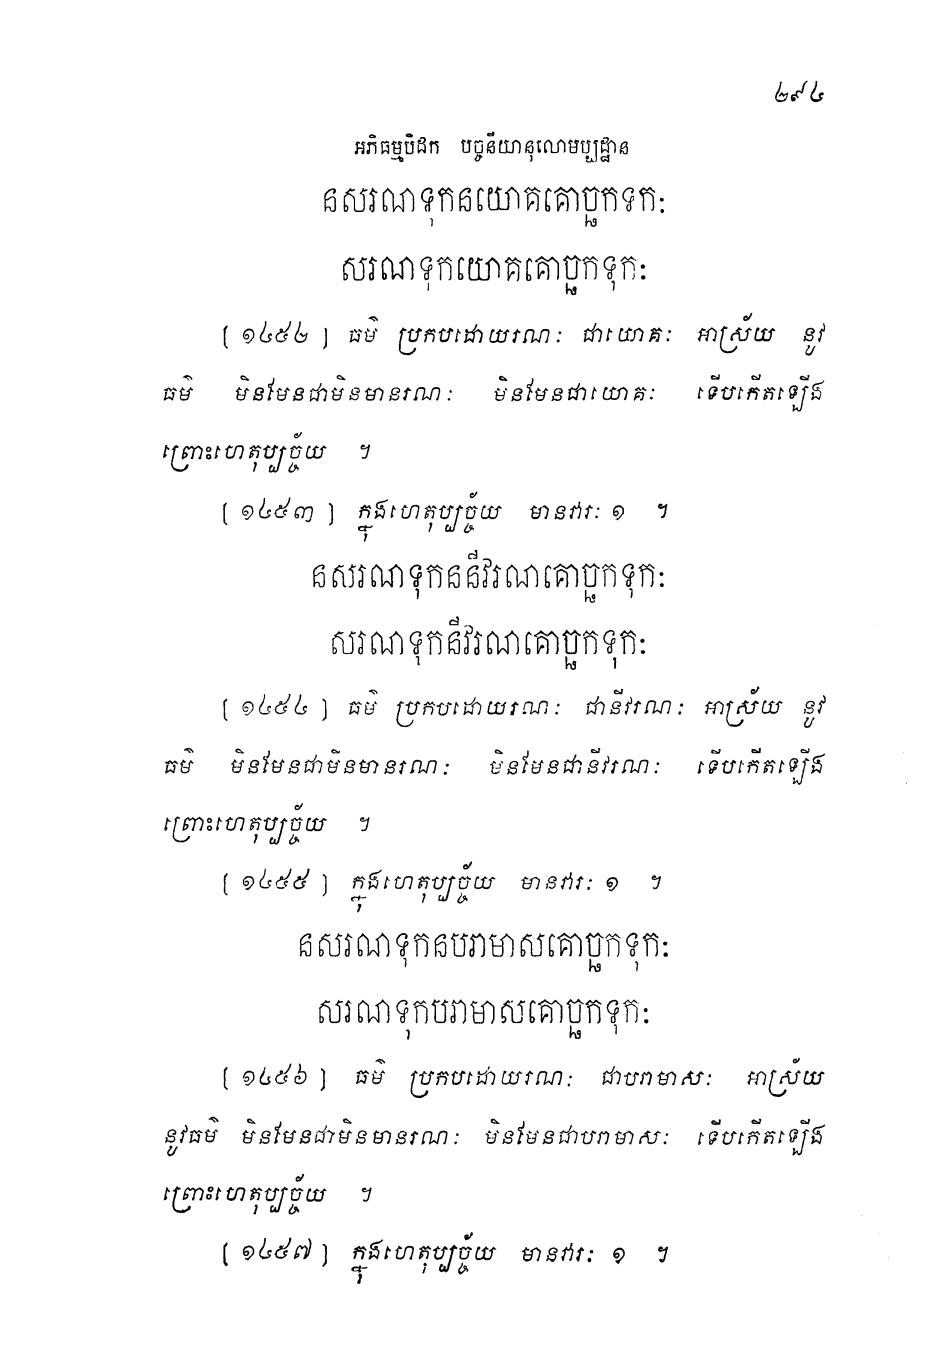 ២៩៤
អភិធម្មបិដក បច្ចនីយានុលោមប្បដ្ឋាន
នសរណទុកនយោគគោច្ឆកទុកៈ
សរណទុកយោគគោច្ឆកទុកៈ
[ ១៤៥២ ] ធម៌ ប្រកបដោយរណៈ ជាយោគៈ អាស្រ័យ នូវ
ធម៌ មិនមែនជាមិនមានរណៈ មិនមែនជាយោគៈ ទើបកើតឡើង
ព្រោះហេតុប្បច្ច័យ ។
[ ១៤៥៣ ] ក្នុងហេតុប្បច្ច័យ មានវារៈ ១ ។
នសរណទុកននីវរណគោច្ឆកទុកៈ
សរណទុកនីវរណគោច្ឆកទុកៈ
[ ១៤៥៤ ] ធម៌ ប្រកបដោយរណៈ ជានីវរណៈ អាស្រ័យ នូវ
ធម៌ មិនមែនជាមិនមានរណៈ មិនមែនជានីវរណៈ ទើបកើតឡើង
ព្រោះហេតុប្បច្ច័យ ។
[ ១៤៥៥ ] ក្នុងហេតុប្បច្ច័យ មានវារៈ ១ ។
នសរណទុកនបរាមាសគោច្ឆកទុកៈ
សរណទុកបរាមាសគោច្ឆកទុកៈ
[ ១៤៥៦ ] ធម៌ ប្រកបដោយរណៈ ជាបរាមាសៈ អាស្រ័យ
នូវធម៌ មិនមែនជាមិនមានរណៈ មិនមែនជាបរាមាសៈ ទើបកើតឡើង
ព្រោះហេតុប្បច្ច័យ ។
[ ១៤៥៧ ] ក្នុងហេតុប្បច្ច័យ មានវារៈ ១ ។